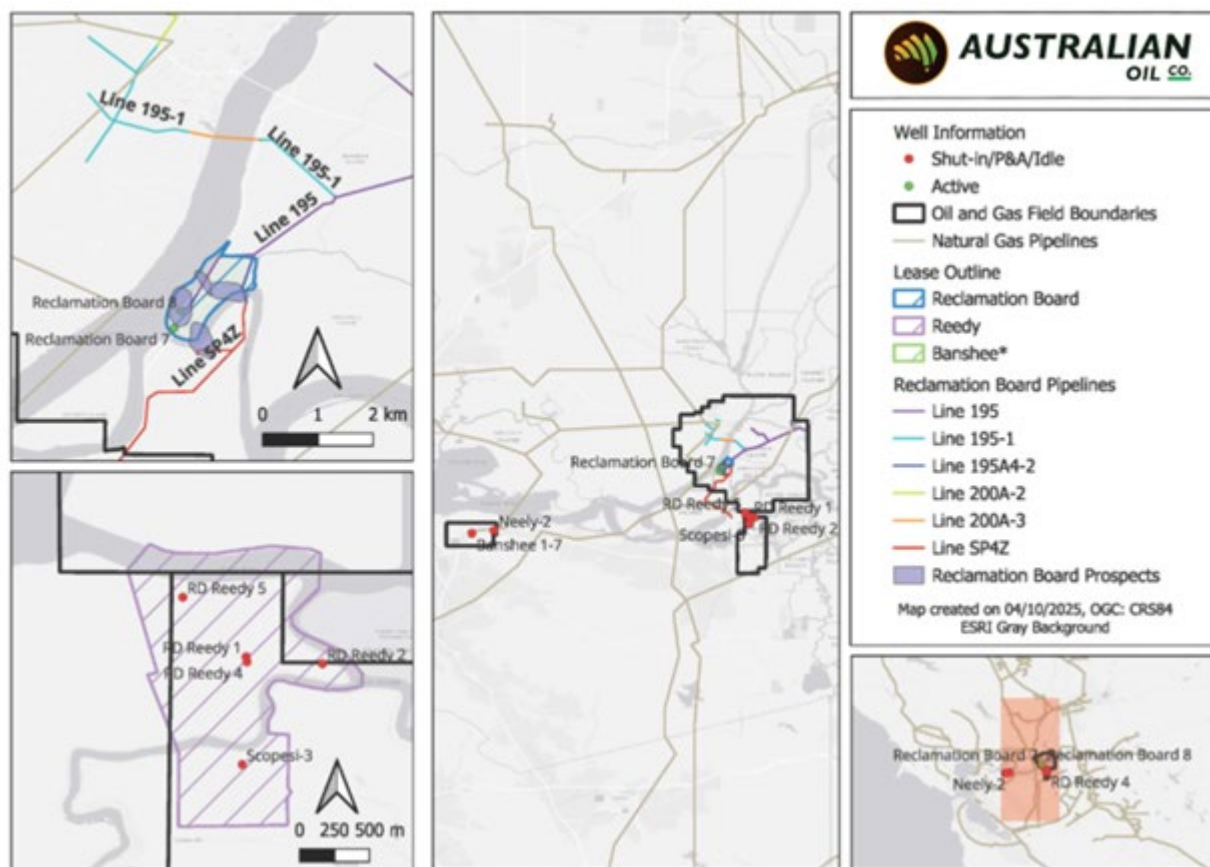 Line 195-1
Line 195-1
Line 195
Reclamation Board 8
Reclamation Board 7
Line SP4Z
0 1 2 km
RD Reedy 5
RD Reedy 1
RD Reedy 4
RD Reedy 2
Scopesi-3
0 250 500 m
Reclamation Board 7
RD Reedy
RD Reedy 1
RD Reedy 2
Neely-2
Banshee 1-7
AUSTRALIAN
OIL CO.
Well Information
Shut-in/P&A/Idle
Active
Oil and Gas Field Boundaries
Natural Gas Pipelines
Lease Outline
Reclamation Board
Reedy
Banshee*
Reclamation Board Pipelines
Line 195
Line 195-1
Line 195A4-2
Line 200A-2
Line 200A-3
Line SP4Z
Reclamation Board Prospects
Map created on 04/10/2025, OGC: CRS84
ESRI Gray Background
Reclamation Board
Reclamation Board 8
Neely-2
RD Reedy 4